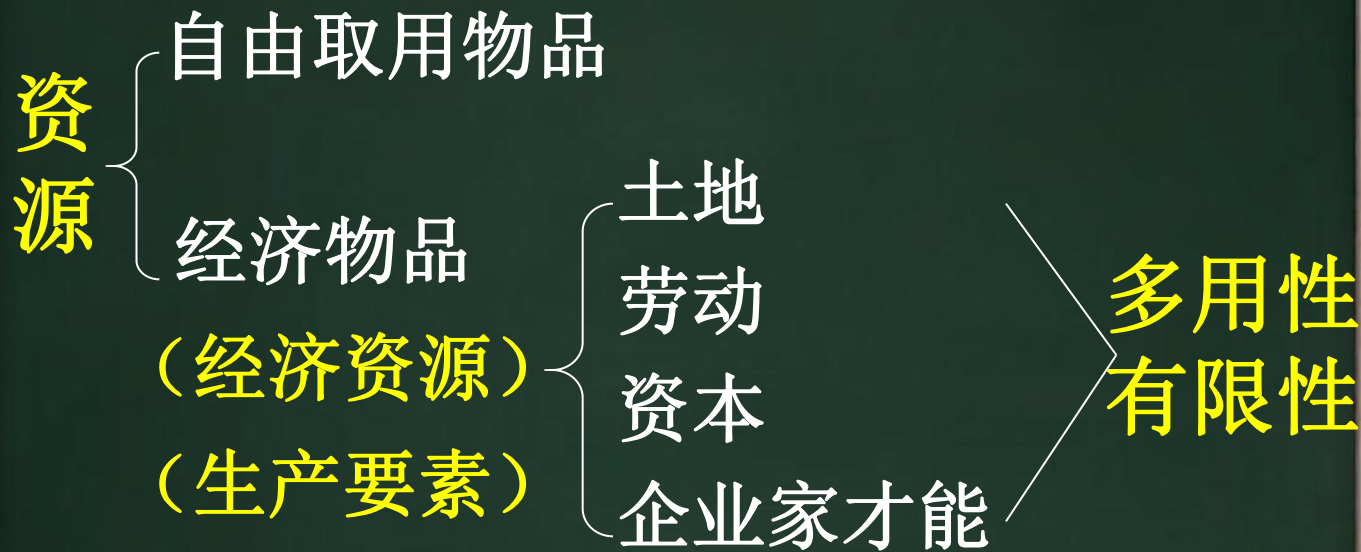 资源
自由取用物品
经济物品
（经济资源）
（生产要素）
土地
劳动
资本
企业家才能
多用性
有限性